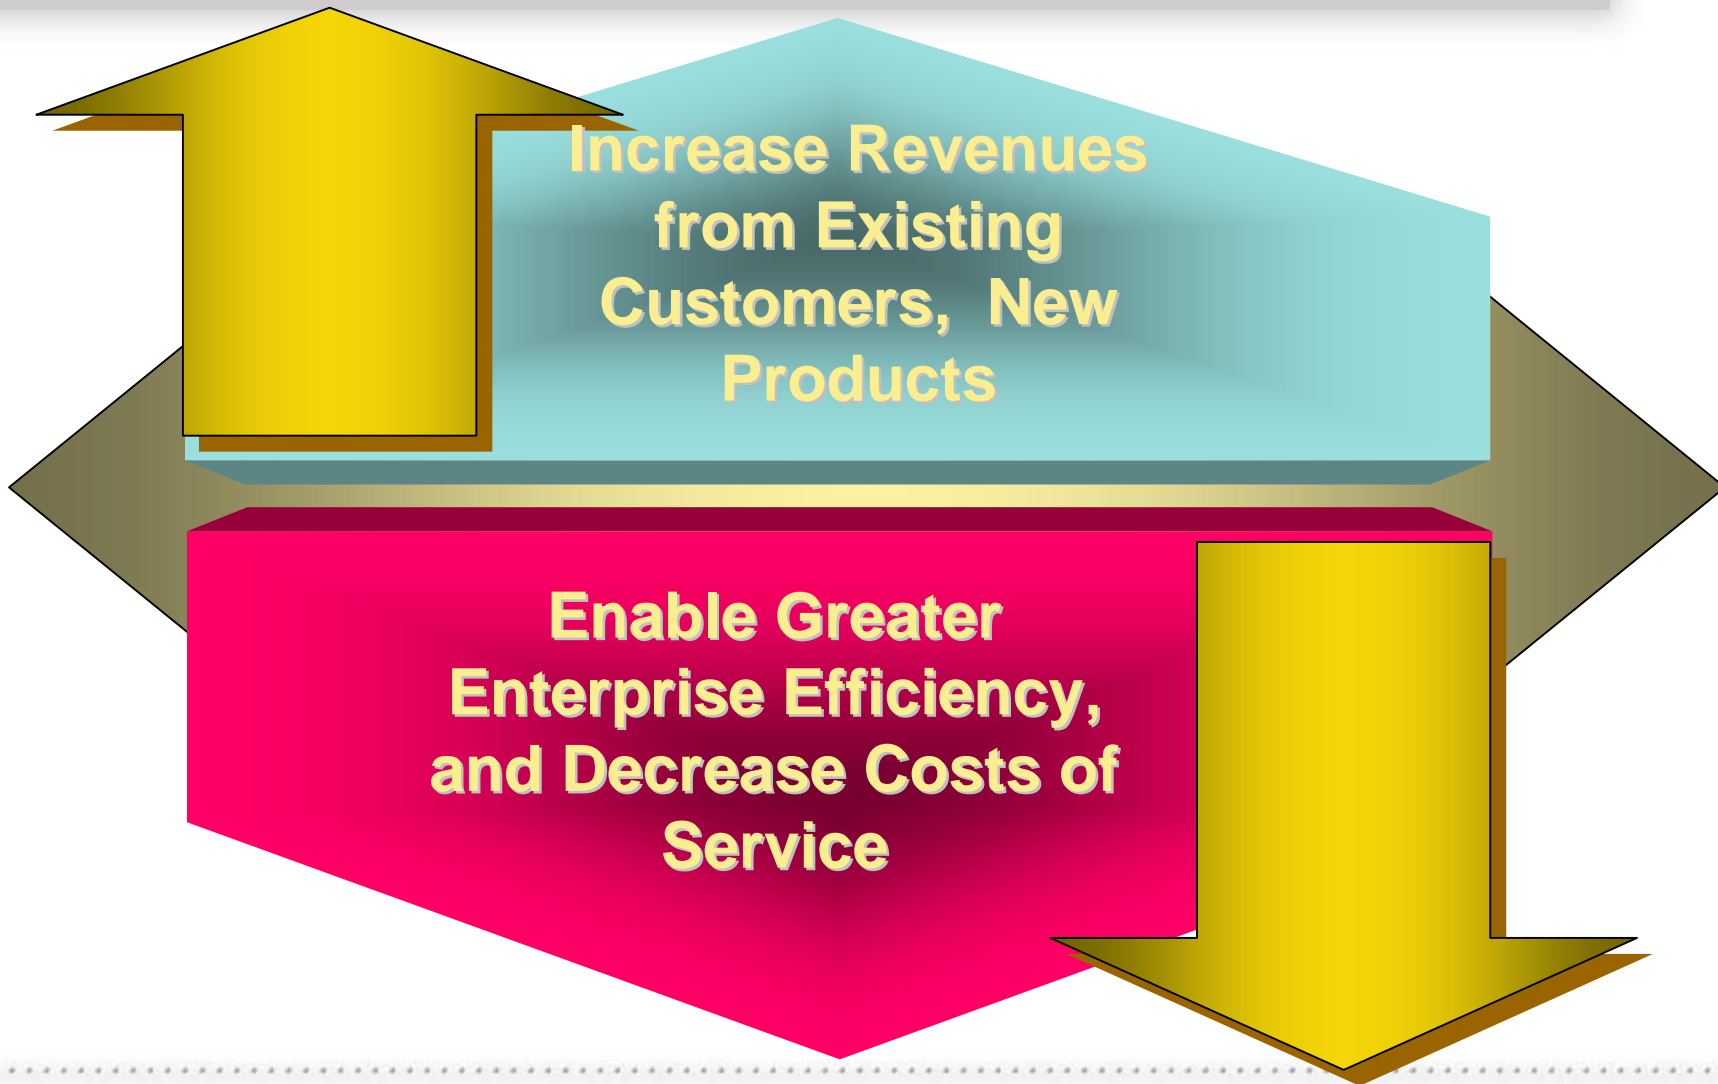 Increase Revenues
from Existing
Customers,  New
Products
Enable Greater
Enterprise Efficiency,
and Decrease Costs of
Service